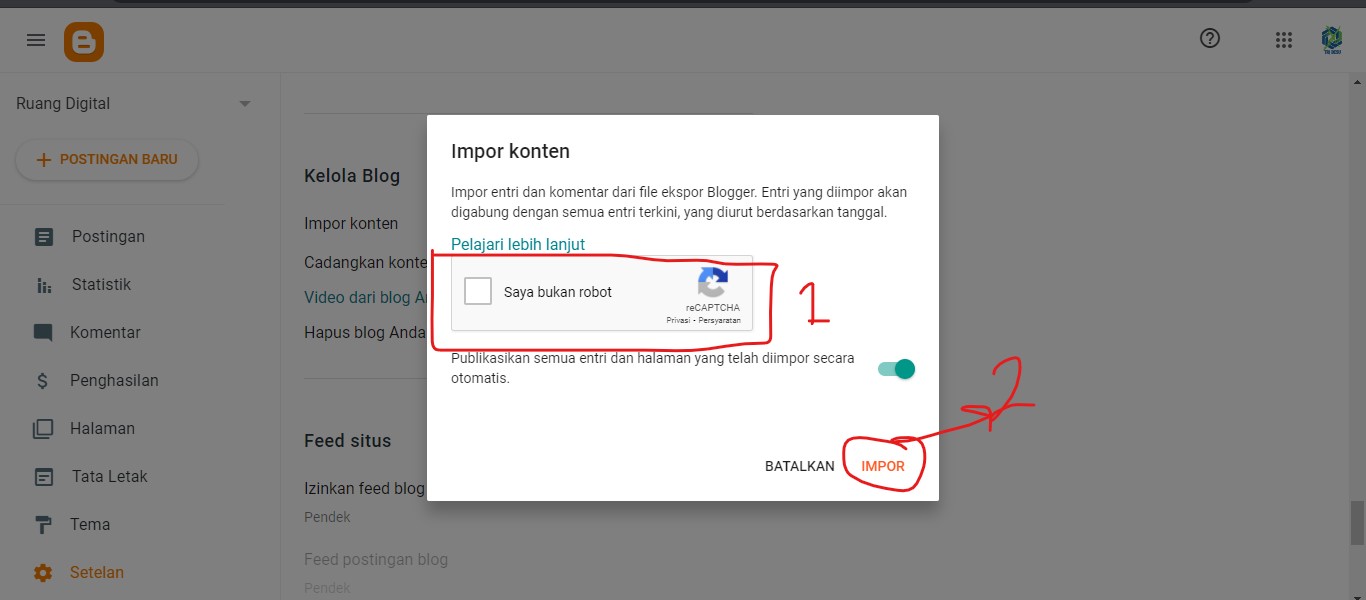 Ruang Digital
POSTINGAN BARU
Postingan
Statistik
Komentar
Penghasilan
Halaman
Tata Letak
Tema
Setelan
Kelola Blog
Impor konten
Cadangkan konte
Video dari blog A
Hapus blog Anda
Feed situs
Izinkan feed blog
Pendek
Feed postingan blog
Pendek
Impor konten
Impor entri dan komentar dari file ekspor Blogger. Entri yang diimpor akan
digabung dengan semua entri terkini, yang diurut berdasarkan tanggal.
Pelajari lebih lanjut
Saya bukan robot
reCAPTCHA
Privasi - Persyaratan
1
Publikasikan semua entri dan halaman yang telah diimpor secara
otomatis.
2
BATALKAN
IMPOR